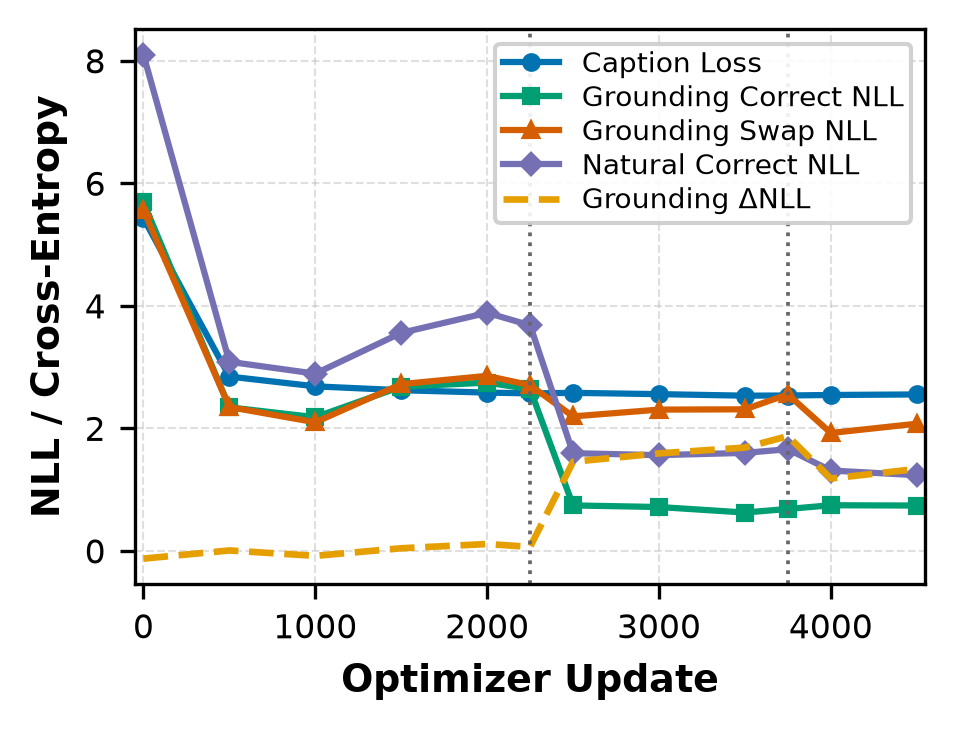 8
6
4
2
0
NLL / Cross-Entropy
Caption Loss
Grounding Correct NLL
Grounding Swap NLL
Natural Correct NLL
Grounding ΔNLL
0 1000 2000 3000 4000
Optimizer Update